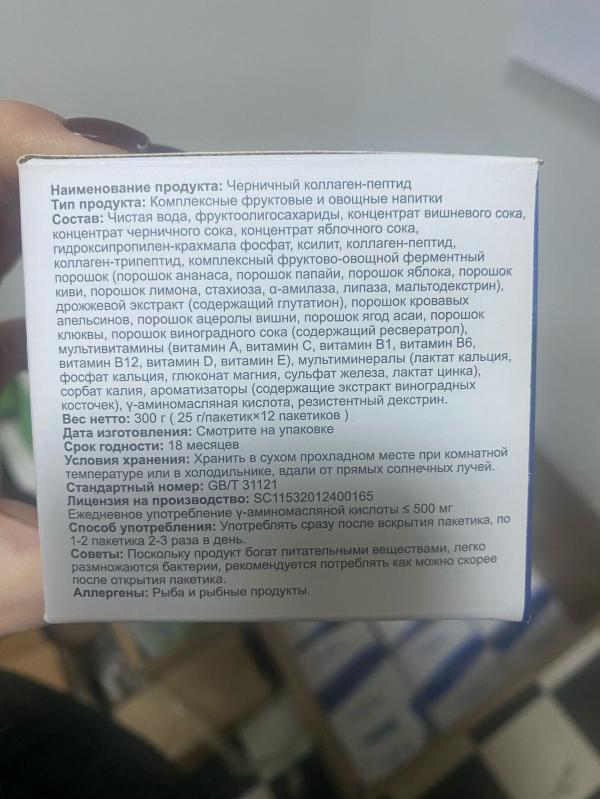 Наименование продукта: Черничный коллаген-пептид
Тип продукта: Комплексные фруктовые и овощные напитки
Состав: Чистая вода, фруктоолигосахариды, концентрат вишневого сока,
концентрат черничного сока, концентрат яблочного сока,
гидроксипропилен-крахмала фосфат, ксилит, коллаген-пептид,
коллаген-трипептид, комплексный фруктово-овощной ферментный
порошок (порошок ананаса, порошок папайи, порошок яблока, порошок
киви, порошок лимона, стахиоза, α-амилаза, липаза, мальтодекстрин),
дрожжевой экстракт (содержащий глутатион), порошок кровавых
апельсинов, порошок ацеролы вишни, порошок ягод асаи, порошок
клюквы, порошок виноградного сока (содержащий ресвератрол),
мультивитамины (витамин А, витамин С, витамин В1, витамин В6,
витамин В12, витамин D, витамин Е), мультиминералы (лактат кальция,
фосфат кальция, глюконат магния, сульфат железа, лактат цинка),
сорбат калия, ароматизаторы (содержащие экстракт виноградных
косточек), γ-аминомасляная кислота, резистентный декстрин.
Вес нетто: 300 г ( 25 г/пакетик×12 пакетиков )
Дата изготовления: Смотрите на упаковке
Срок годности: 18 месяцев
Условия хранения: Хранить в сухом прохладном месте при комнатной
температуре или в холодильнике, вдали от прямых солнечных лучей.
Стандартный номер: GB/T 31121
Лицензия на производство: SC11532012400165
Ежедневное употребление γ-аминомасляной кислоты ≤ 500 мг
Способ употребления: Употреблять сразу после вскрытия пакетика, по
1-2 пакетика 2-3 раза в день.
Советы: Поскольку продукт богат питательными веществами, легко
размножаются бактерии, рекомендуется потреблять как можно скорее
после открытия пакетика.
Аллергены: Рыба и рыбные продукты.